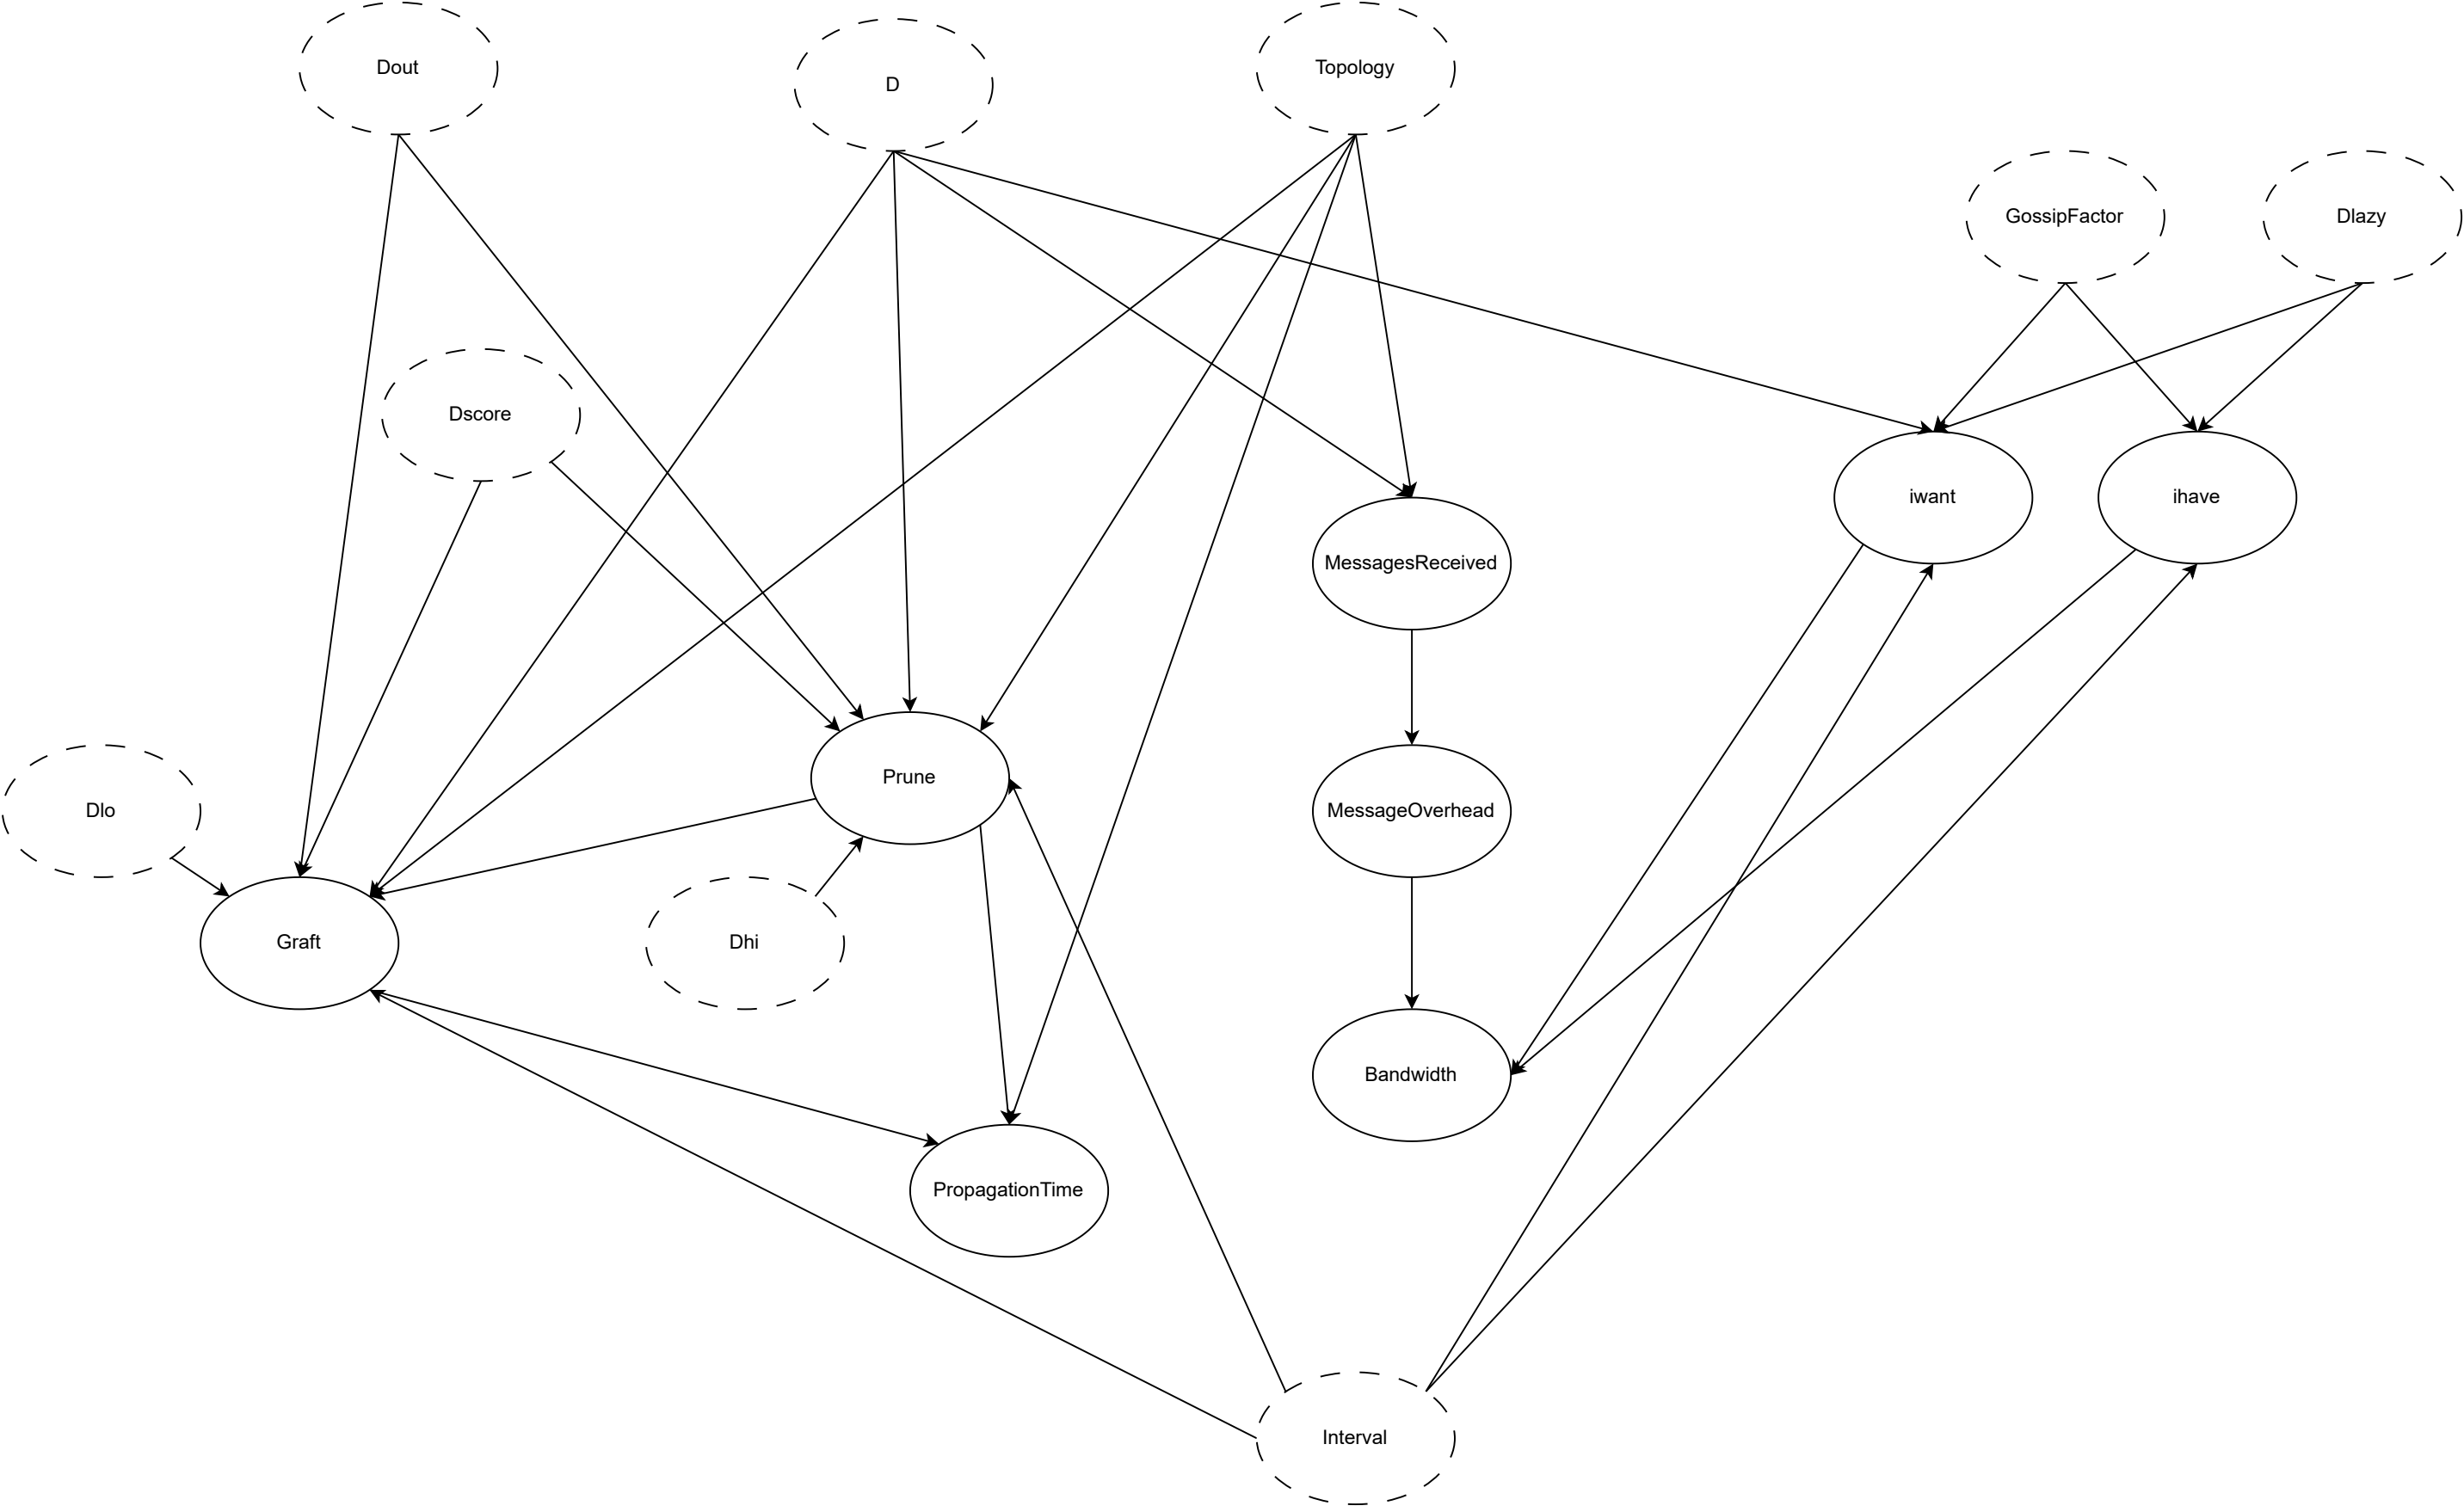 Dout
D
Topology
GossipFactor
Dlazy
Dscore
iwant
ihave
MessagesReceived
Prune
Dlo
MessageOverhead
Graft
Dhi
Bandwidth
PropagationTime
Interval